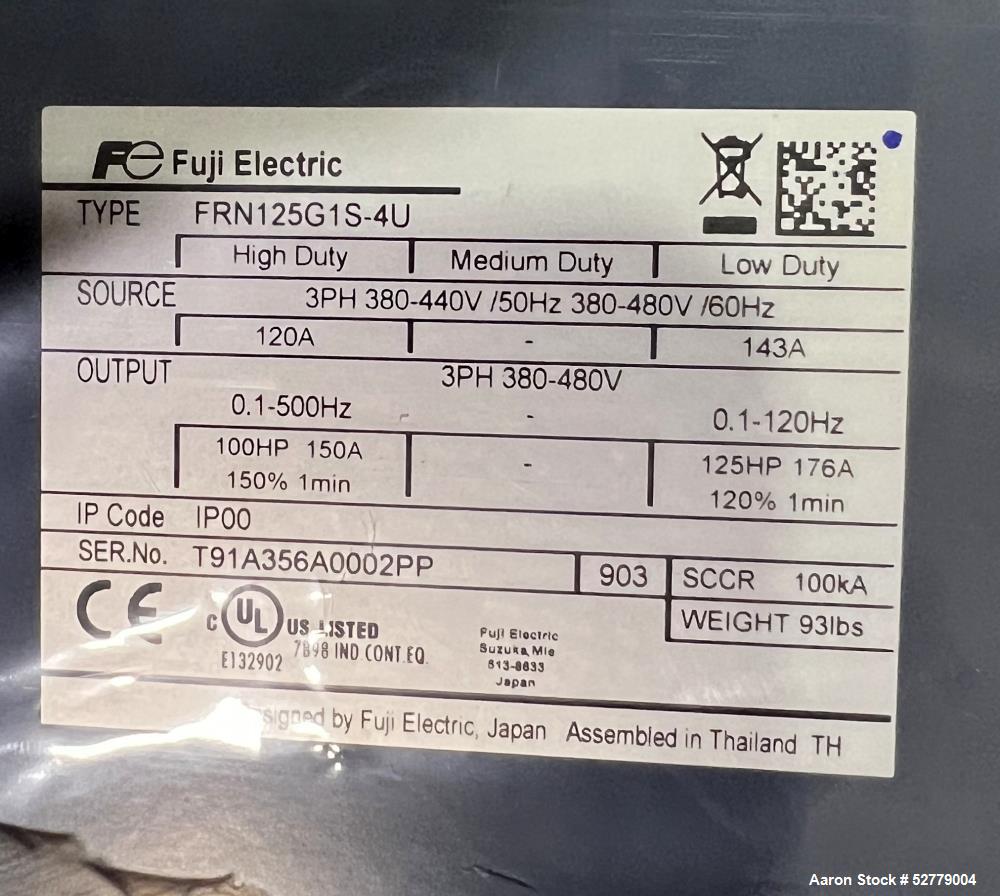 Fe Fuji Electric
TYPE FRN125G1S-4U
High Duty Medium Duty Low Duty
SOURCE 3PH 380-440V /50Hz 380-480V /60Hz
120A - 143A
OUTPUT 3PH 380-480V
0.1-500Hz - 0.1-120Hz
100HP 150A - 125HP 176A
150% 1min 120% 1min
IP Code IP00
SER.No. T91A356A0002PP 903 SCCR 100kA
WEIGHT 93lbs
CE
C UL US LISTED
E132902 7B98 IND.CONT.EQ.
Fuji Electric
Suzuka, Mie
513-8633
Japan
by Fuji Electric, Japan Assembled in Thailand TH
Aaron Stock # 52779004